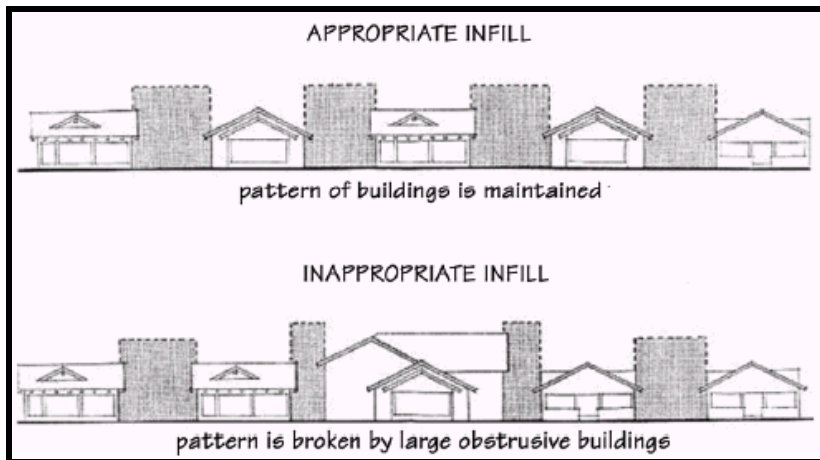 APPROPRIATE INFILL
pattern of buildings is maintained
INAPPROPRIATE INFILL
pattern is broken by large obstrusive buildings